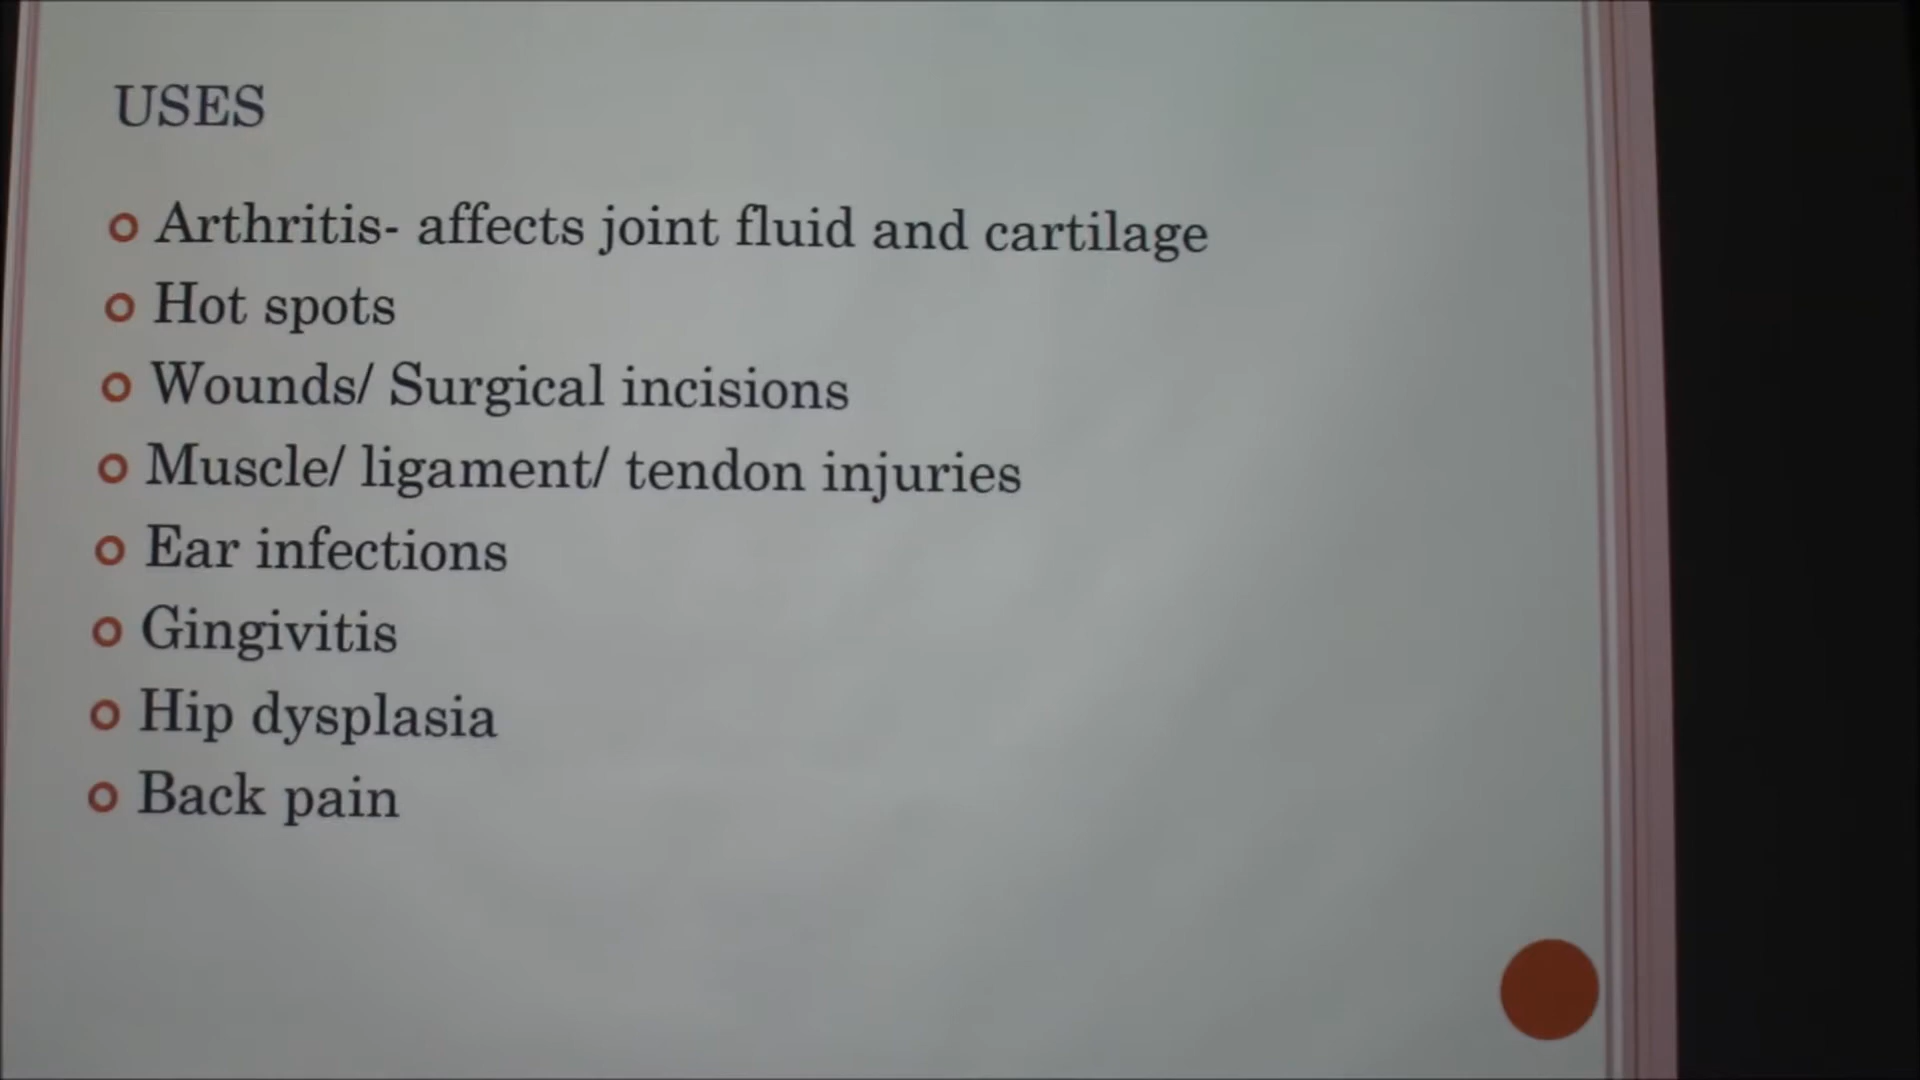 USES
Arthritis- affects joint fluid and cartilage
Hot spots
Wounds/ Surgical incisions
Muscle/ ligament/ tendon injuries
Ear infections
Gingivitis
Hip dysplasia
Back pain